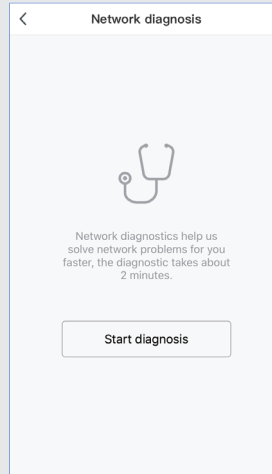 Network diagnosis
Network diagnostics help us
solve network problems for you
faster, the diagnostic takes about
2 minutes.
Start diagnosis